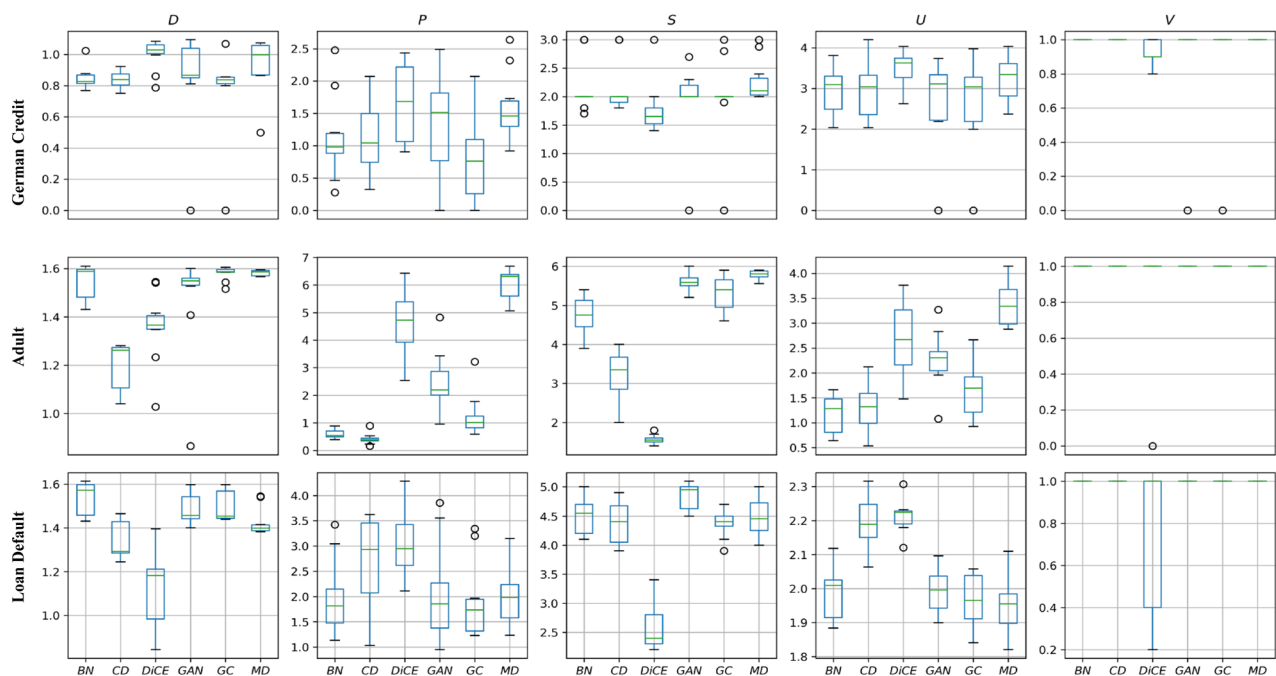 D P S U V
German Credit
1.0 0.8 0.6 0.4 0.2 0.0
2.5 2.0 1.5 1.0 0.5 0.0
3.0 2.5 2.0 1.5 1.0 0.5 0.0
4 3 2 1 0
1.0 0.8 0.6 0.4 0.2 0.0
Adult
1.6 1.4 1.2 1.0
7 6 5 4 3 2 1 0
6 5 4 3 2
4.0 3.5 3.0 2.5 2.0 1.5 1.0 0.5
1.0 0.8 0.6 0.4 0.2 0.0
Loan Default
1.6 1.4 1.2 1.0
4.0 3.5 3.0 2.5 2.0 1.5 1.0
5.0 4.5 4.0 3.5 3.0 2.5
2.3 2.2 2.1 2.0 1.9 1.8
1.0 0.8 0.6 0.4 0.2
BN CD DiCE GAN GC MD BN CD DiCE GAN GC MD BN CD DiCE GAN GC MD BN CD DiCE GAN GC MD BN CD DiCE GAN GC MD